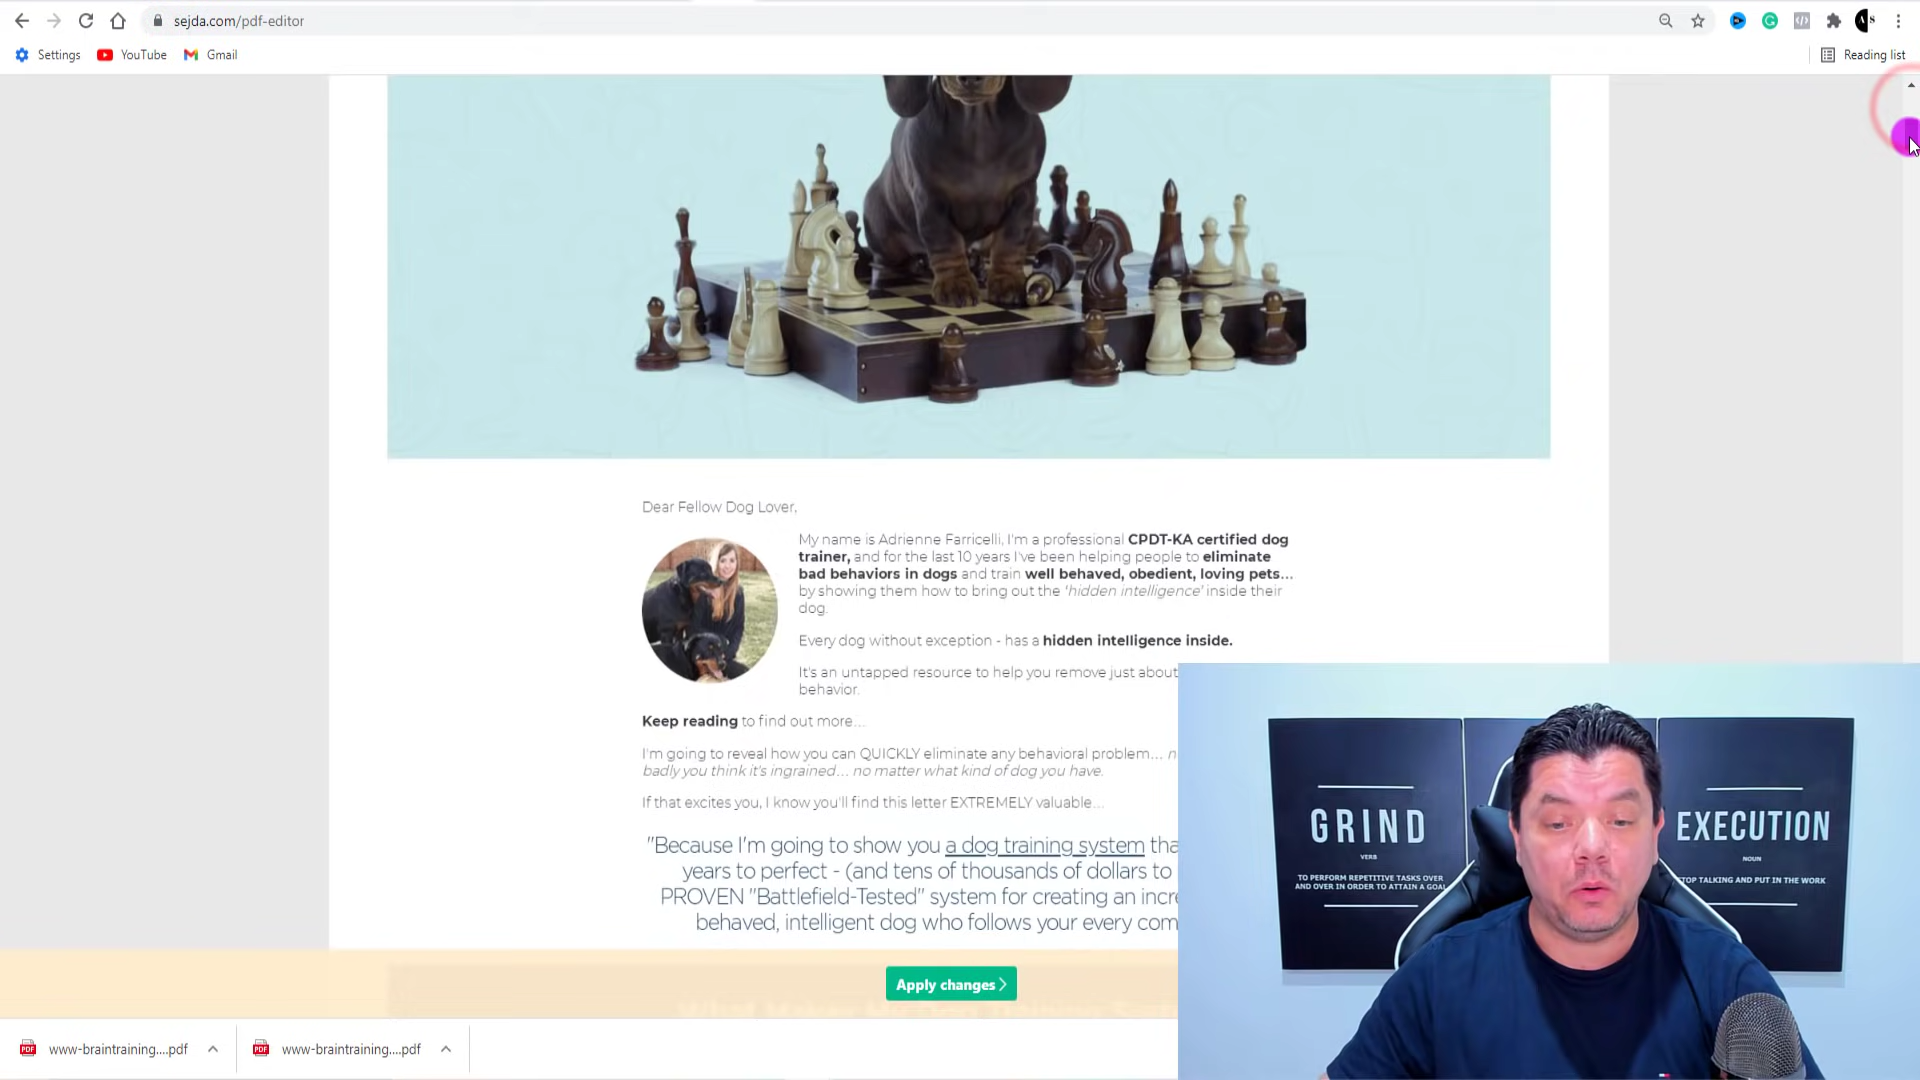 sejda.com/pdf-editor
Settings
YouTube
Gmail
Reading list
Dear Fellow Dog Lover,
My name is Adrienne Farricelli, I'm a professional CPDT-KA certified dog
trainer, and for the last 10 years I've been helping people to eliminate
bad behaviors in dogs and train well behaved, obedient, loving pets...
by showing them how to bring out the 'hidden intelligence' inside their
dog.
Every dog without exception - has a hidden intelligence inside.
It's an untapped resource to help you remove just about
behavior.
Keep reading to find out more...
I'm going to reveal how you can QUICKLY eliminate any behavioral problem...
badly you think it's ingrained... no matter what kind of dog you have.
If that excites you, I know you'll find this letter EXTREMELY valuable...
"Because I'm going to show you a dog training system
years to perfect - (and tens of thousands of dollars to
PROVEN "Battlefield-Tested" system for creating an
behaved, intelligent dog who follows your every
Apply changes
www-braintraining....pdf
www-braintraining....pdf
GRIND
VERB
TO PERFORM REPETITIVE TASKS OVER
AND OVER IN ORDER TO ATTAIN A GOAL
EXECUTION
NOUN
STOP TALKING AND PUT IN THE WORK